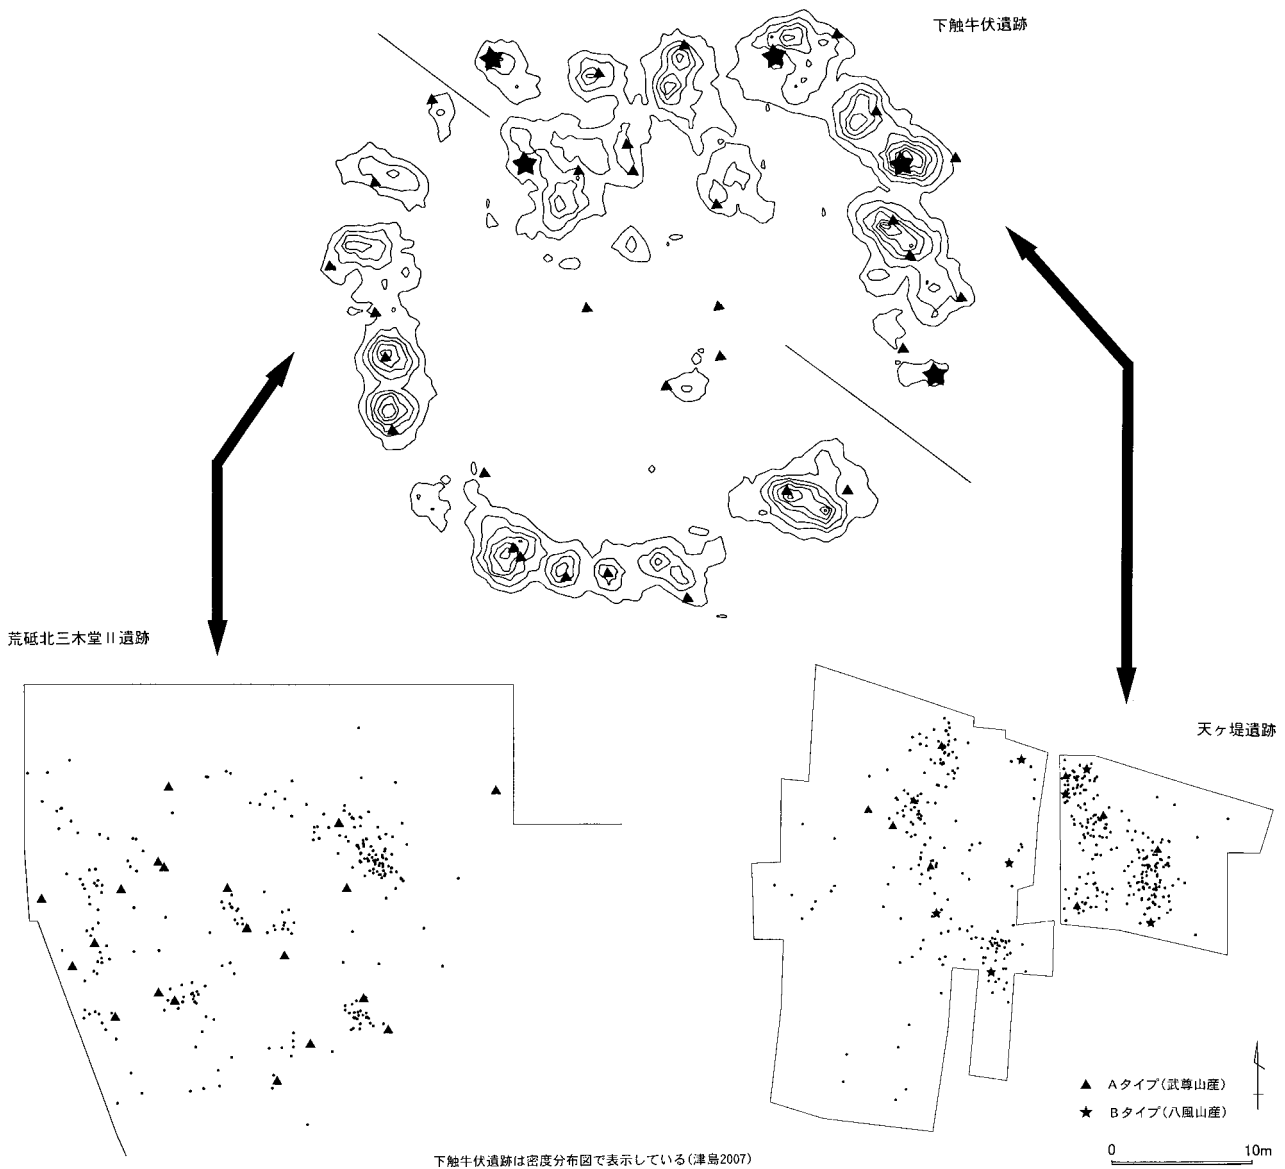 下触牛伏遺跡
荒砥北三木堂Ⅱ遺跡
天ヶ堤遺跡
▲ Aタイプ(武尊山産)
★ Bタイプ(八風山産)
0 10m
下触牛伏遺跡は密度分布図で表示している(津島2007)